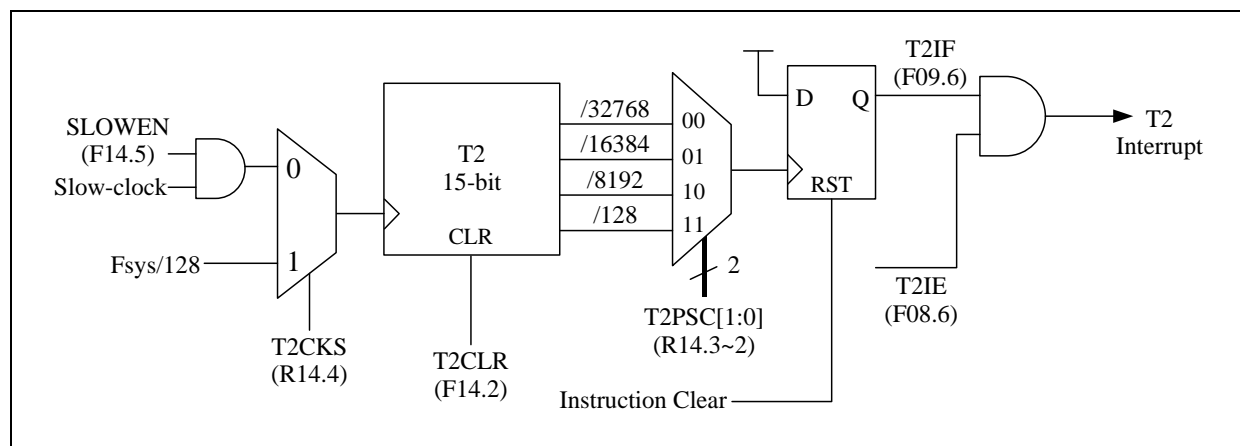 SLOWEN
(F14.5)
Slow-clock
Fsys/128
0
1
T2CKS
(R14.4)
T2
15-bit
CLR
T2CLR
(F14.2)
/32768
/16384
/8192
/128
00
01
10
11
2
T2PSC[1:0]
(R14.3~2)
D
Q
RST
Instruction Clear
T2IF
(F09.6)
T2IE
(F08.6)
T2
Interrupt